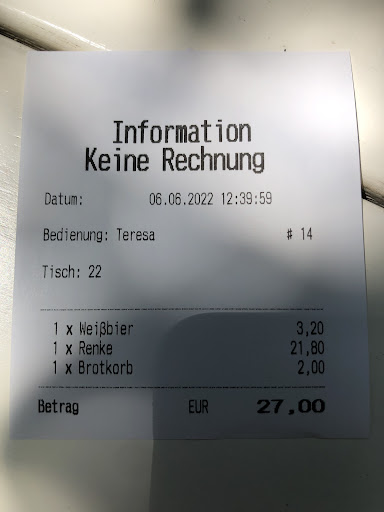 Information
Keine Rechnung
Datum: 06.06.2022 12:39:59
Bedienung: Teresa # 14
Tisch: 22
1 x Weißbier 3,20
1 x Renke 21,80
1 x Brotkorb 2,00
Betrag EUR 27,00